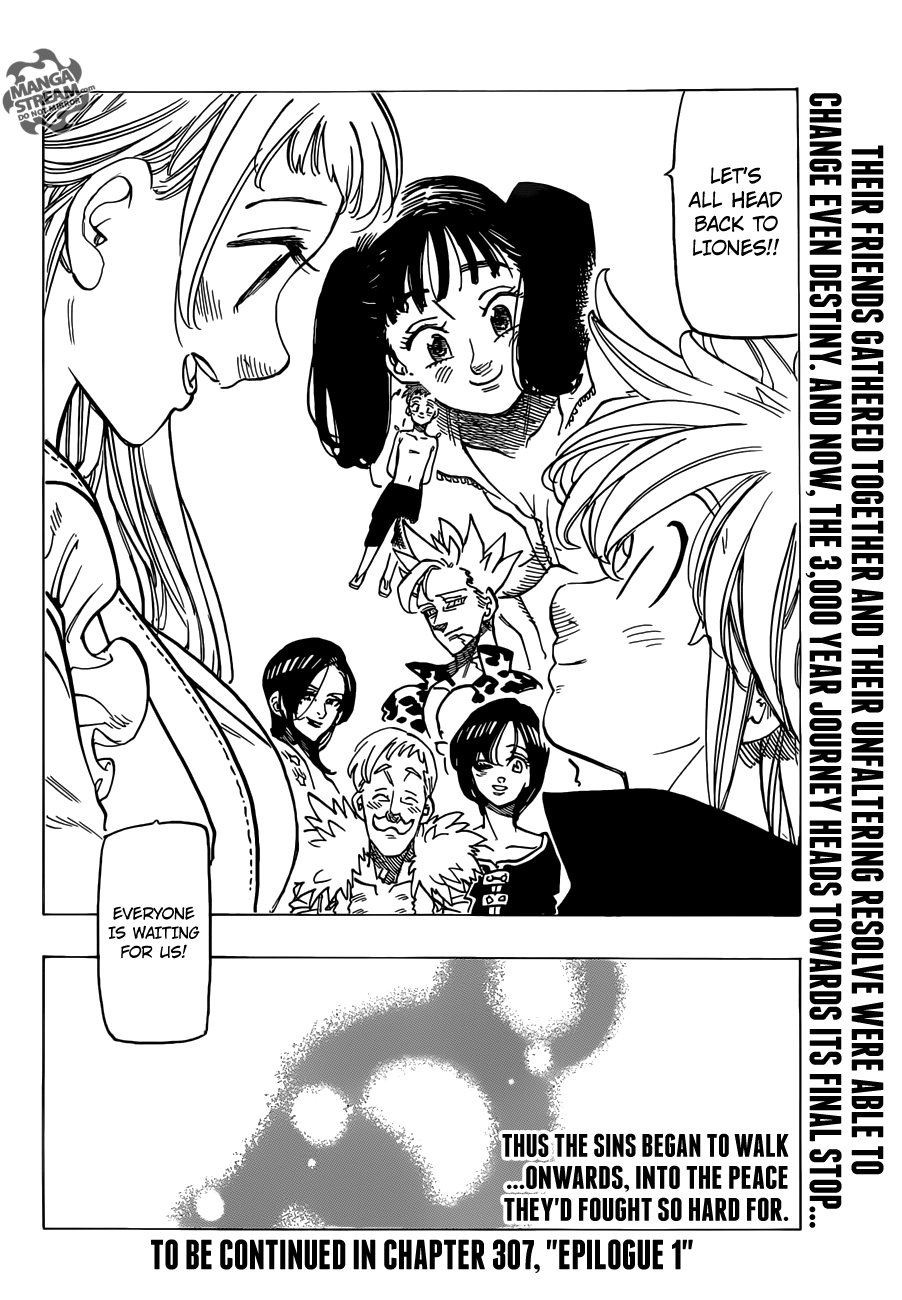 MANGA
STREAM.com
DO NOT MIRROR
THEIR FRIENDS GATHERED TOGETHER AND THEIR UNFALTERING RESOLVE WERE ABLE TO
CHANGE EVEN DESTINY. AND NOW, THE 3,000 YEAR JOURNEY HEADS TOWARDS ITS FINAL STOP...
LET'S
ALL HEAD
BACK TO
LIONES!!
EVERYONE
IS WAITING
FOR US!
THUS THE SINS BEGAN TO WALK
...ONWARDS, INTO THE PEACE
THEY'D FOUGHT SO HARD FOR.
TO BE CONTINUED IN CHAPTER 307, "EPILOGUE 1"